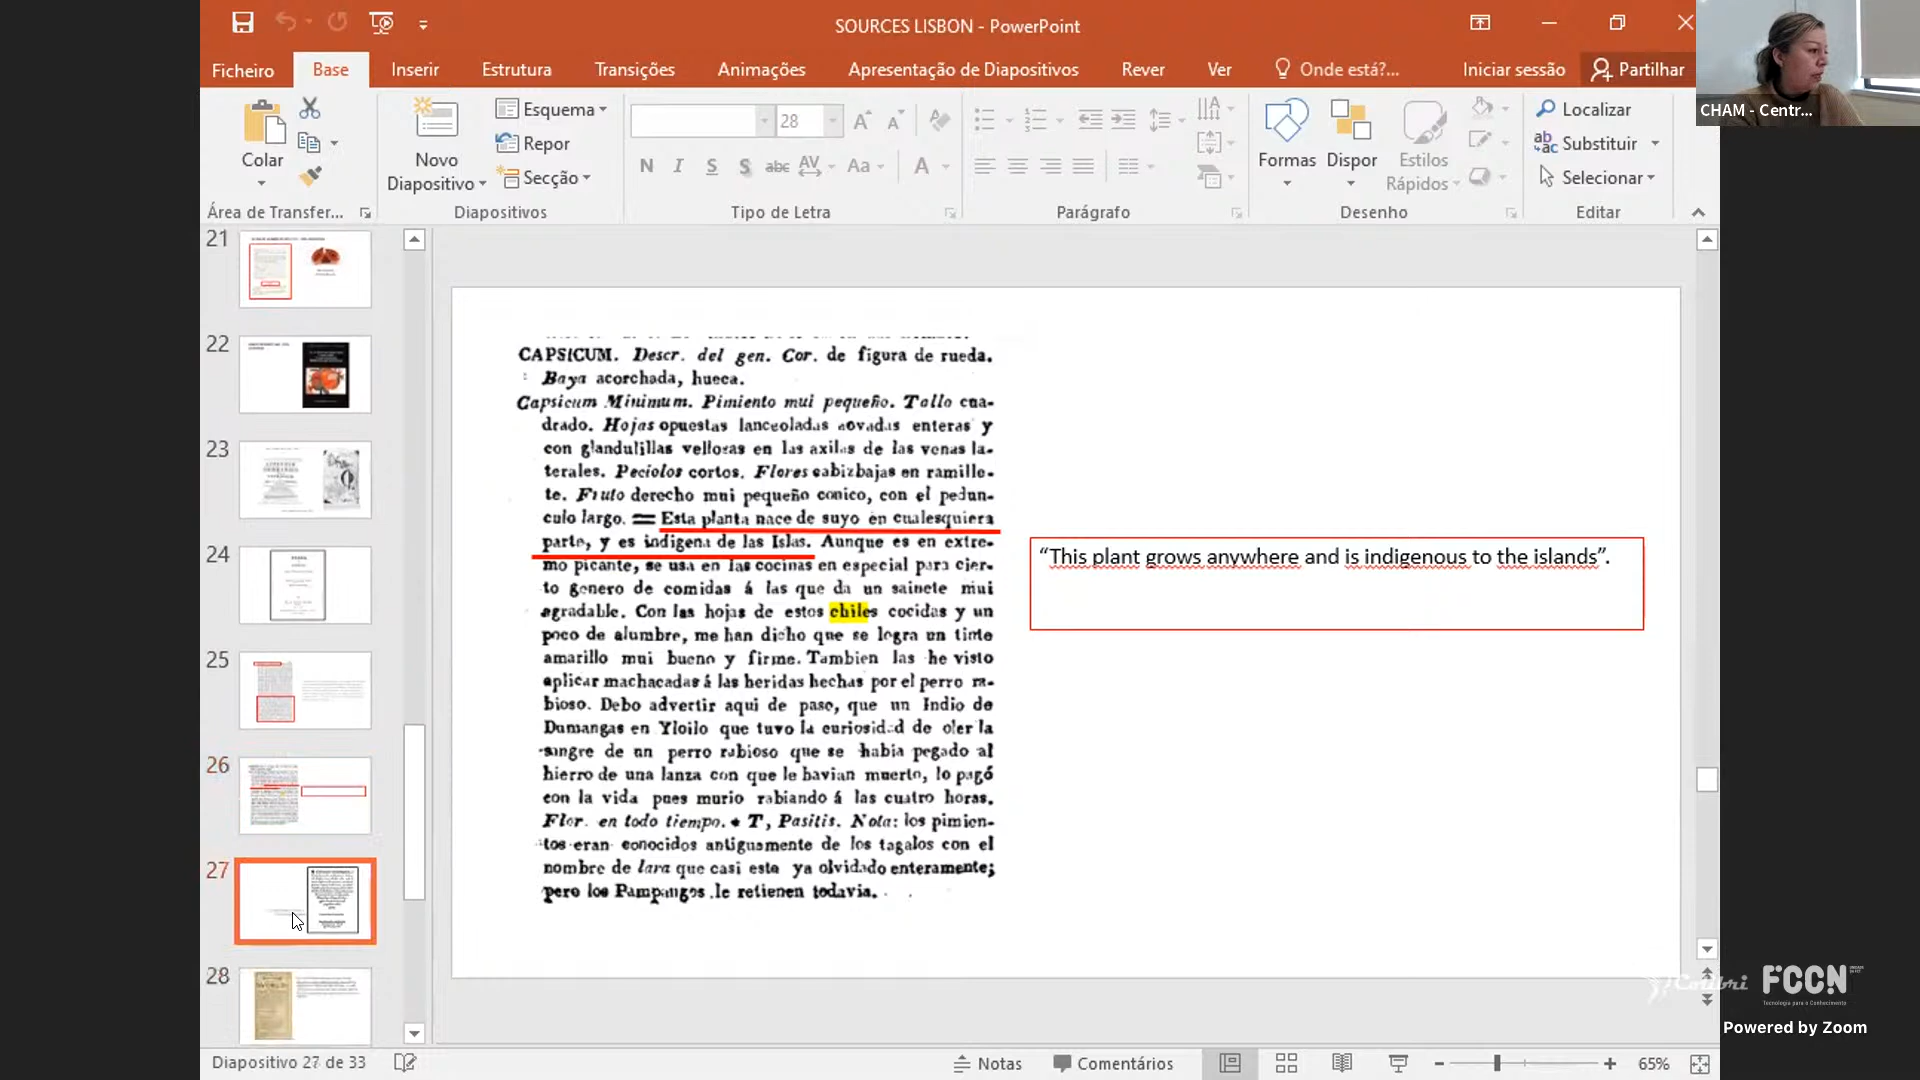 SOURCES LISBON - PowerPoint
Ficheiro Base Inserir Estrutura Transições Animações Apresentação de Diapositivos Rever Ver Onde está?... Iniciar sessão Partilhar
CHAM - Centr...
Colar
Novo Diapositivo
Esquema
Repor
Secção
28
N I S S abc AV Aa A
Formas
Dispor
Estilos Rápidos
Localizar
Substituir
Selecionar
Área de Transfer... Diapositivos Tipo de Letra Parágrafo Desenho Editar
21
22
23
24
25
26
27
28
CAPSICUM. Descr. del gen. Cor. de figura de rueda.
Baya acorchada, hueca.
Capsicum Minimum. Pimiento mui pequeño. Tallo cua-
drado. Hojas opuestas lanceoladas aovadas enteras y
con glandulillas vellosas en las axilas de las venas la-
terales. Peciolos cortos. Flores cabizbajas en ramille-
te. Fruto derecho mui pequeño conico, con el pedun-
culo largo. = Esta planta nace de suyo en cualesquiera
parte, y es indigena de las Islas. Aunque es en extre-
mo picante, se usa en las cocinas en especial para cier-
to genero de comidas á las que da un sainete mui
agradable. Con las hojas de estos chiles cocidas y un
poco de alumbre, me han dicho que se logra un tinte
amarillo mui bueno y firme. Tambien las he visto
aplicar machacadas á las heridas hechas por el perro ra-
bioso. Debo advertir aqui de paso, que un Indio de
Dumangas en Yloilo que tuvo la curiosidad de oler la
sangre de un perro rabioso que se habia pegado al
hierro de una lanza con que le havian muerto, lo pagó
con la vida pues murio rabiando á las cuatro horas.
Flor. en todo tiempo. * T, Pasitis. Nota: los pimien-
tos eran conocidos antiguamente de los tagalos con el
nombre de lara que casi este ya olvidado enteramente;
pero los Pampangos le retienen todavia.
“This plant grows anywhere and is indigenous to the islands”.
Colibri FCCN
Powered by Zoom
Diapositivo 27 de 33 Notas Comentários 65%